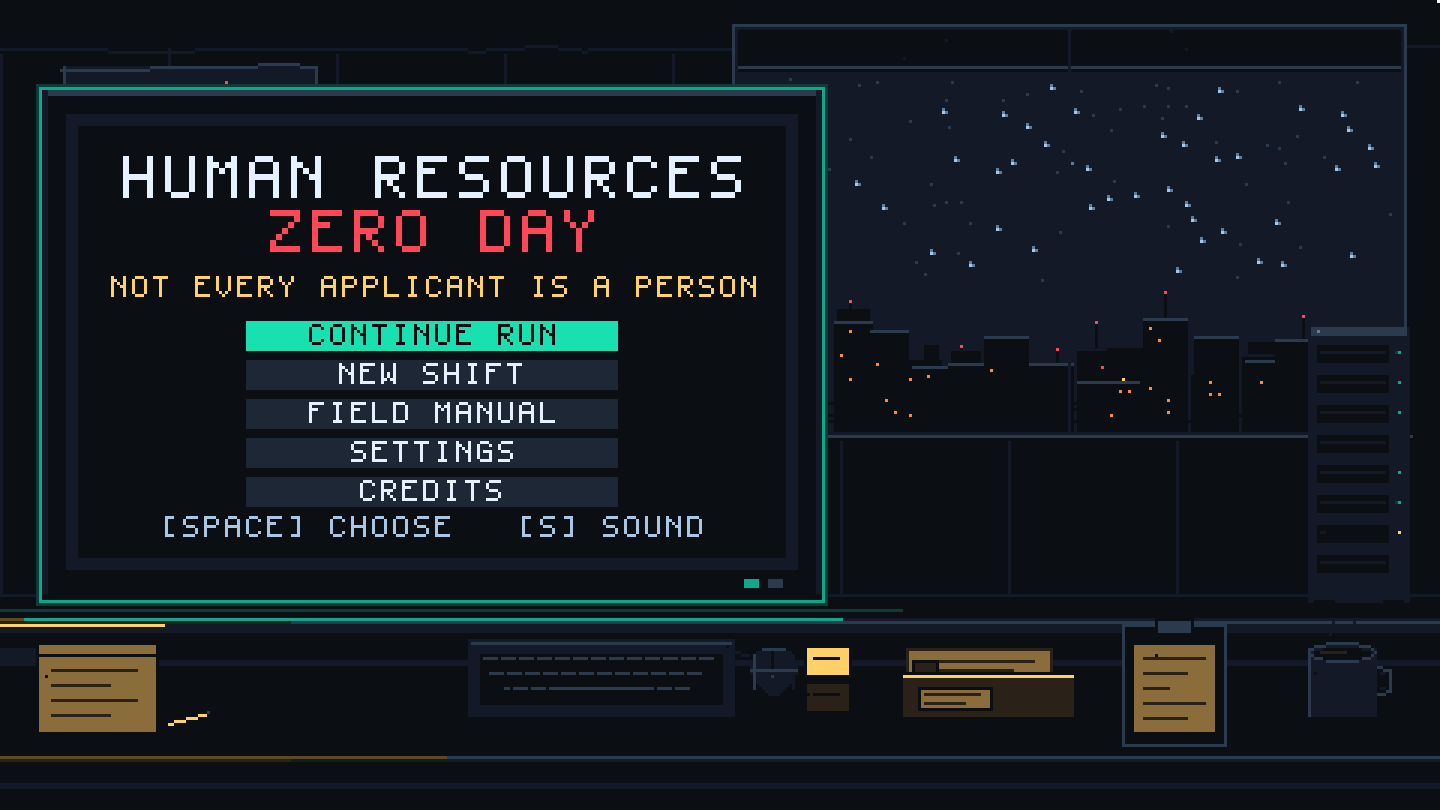 HUMAN RESOURCES
ZERO DAY
NOT EVERY APPLICANT IS A PERSON
CONTINUE RUN
NEW SHIFT
FIELD MANUAL
SETTINGS
CREDITS
[SPACE] CHOOSE [S] SOUND